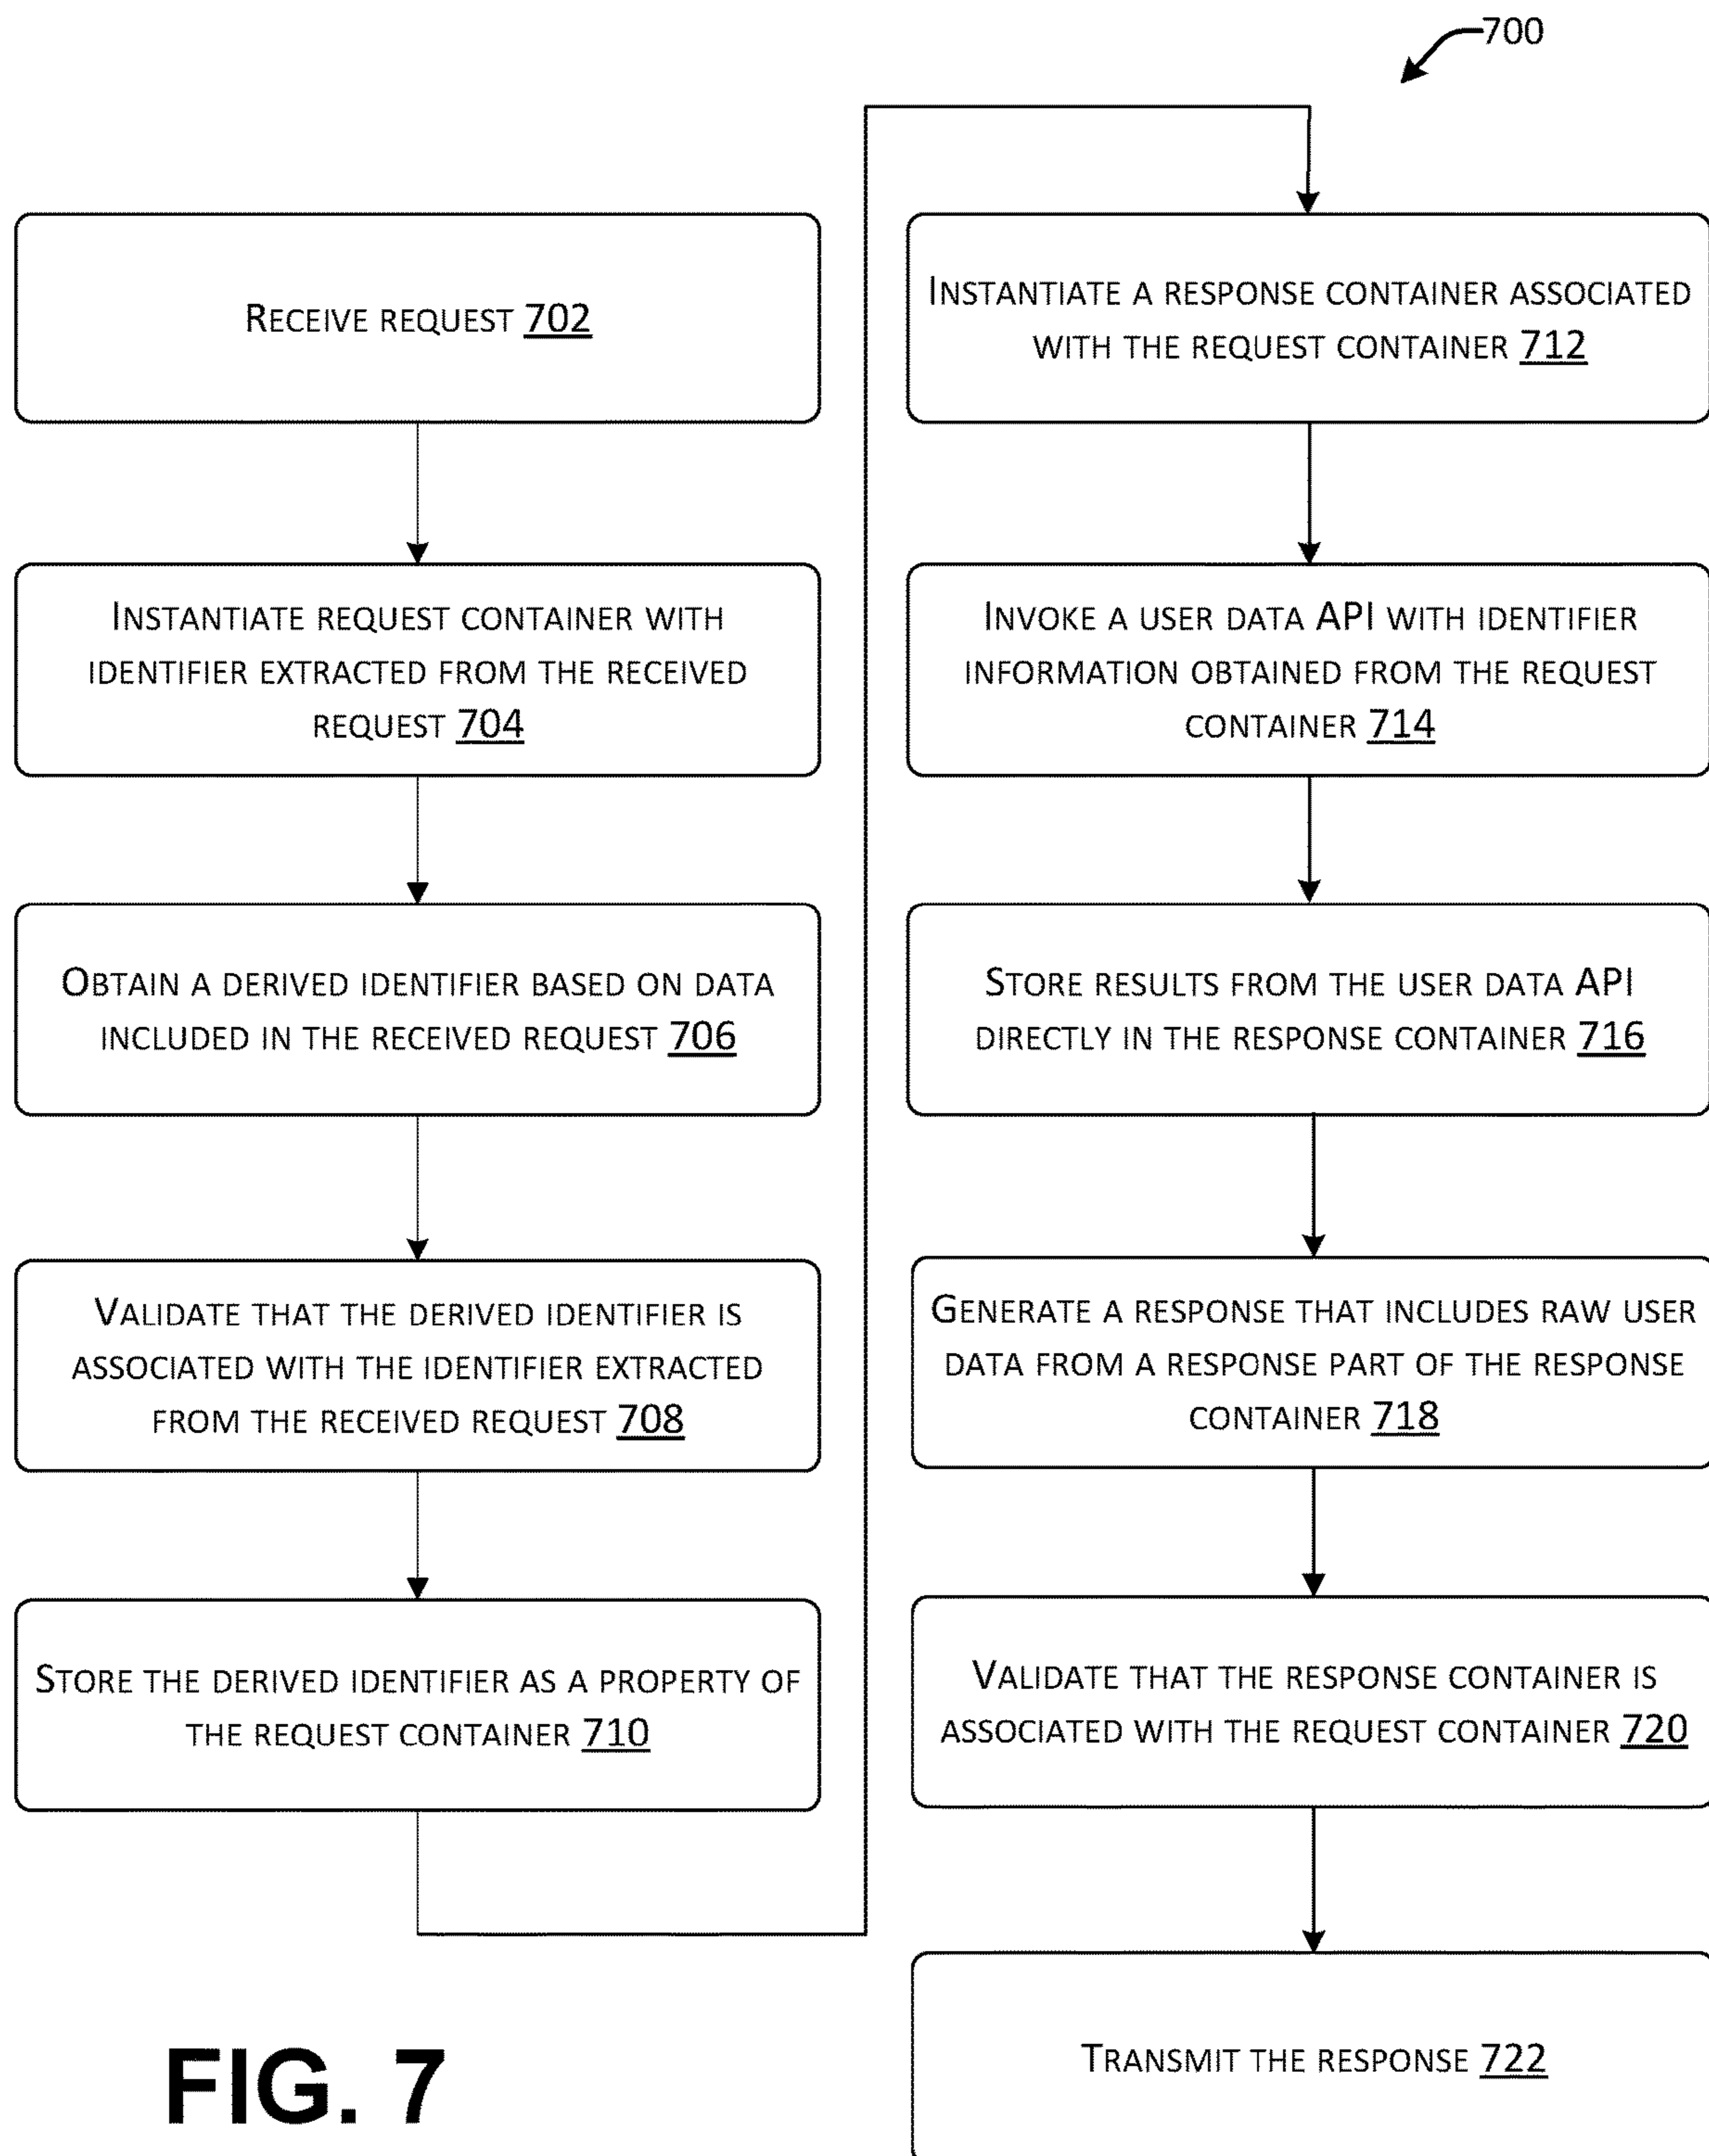 700
RECEIVE REQUEST 702
INSTANTIATE REQUEST CONTAINER WITH
IDENTIFIER EXTRACTED FROM THE RECEIVED
REQUEST 704
OBTAIN A DERIVED IDENTIFIER BASED ON DATA
INCLUDED IN THE RECEIVED REQUEST 706
VALIDATE THAT THE DERIVED IDENTIFIER IS
ASSOCIATED WITH THE IDENTIFIER EXTRACTED
FROM THE RECEIVED REQUEST 708
STORE THE DERIVED IDENTIFIER AS A PROPERTY OF
THE REQUEST CONTAINER 710
INSTANTIATE A RESPONSE CONTAINER ASSOCIATED
WITH THE REQUEST CONTAINER 712
INVOKE A USER DATA API WITH IDENTIFIER
INFORMATION OBTAINED FROM THE REQUEST
CONTAINER 714
STORE RESULTS FROM THE USER DATA API
DIRECTLY IN THE RESPONSE CONTAINER 716
GENERATE A RESPONSE THAT INCLUDES RAW USER
DATA FROM A RESPONSE PART OF THE RESPONSE
CONTAINER 718
VALIDATE THAT THE RESPONSE CONTAINER IS
ASSOCIATED WITH THE REQUEST CONTAINER 720
TRANSMIT THE RESPONSE 722
FIG. 7